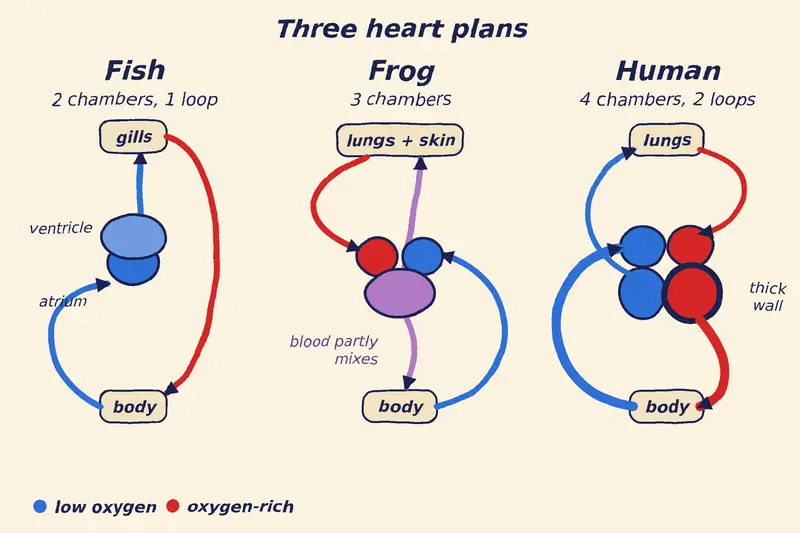 Three heart plans
Fish
2 chambers, 1 loop
gills
ventricle
atrium
body
Frog
3 chambers
lungs + skin
blood partly
mixes
body
Human
4 chambers, 2 loops
lungs
thick
wall
body
low oxygen
oxygen-rich